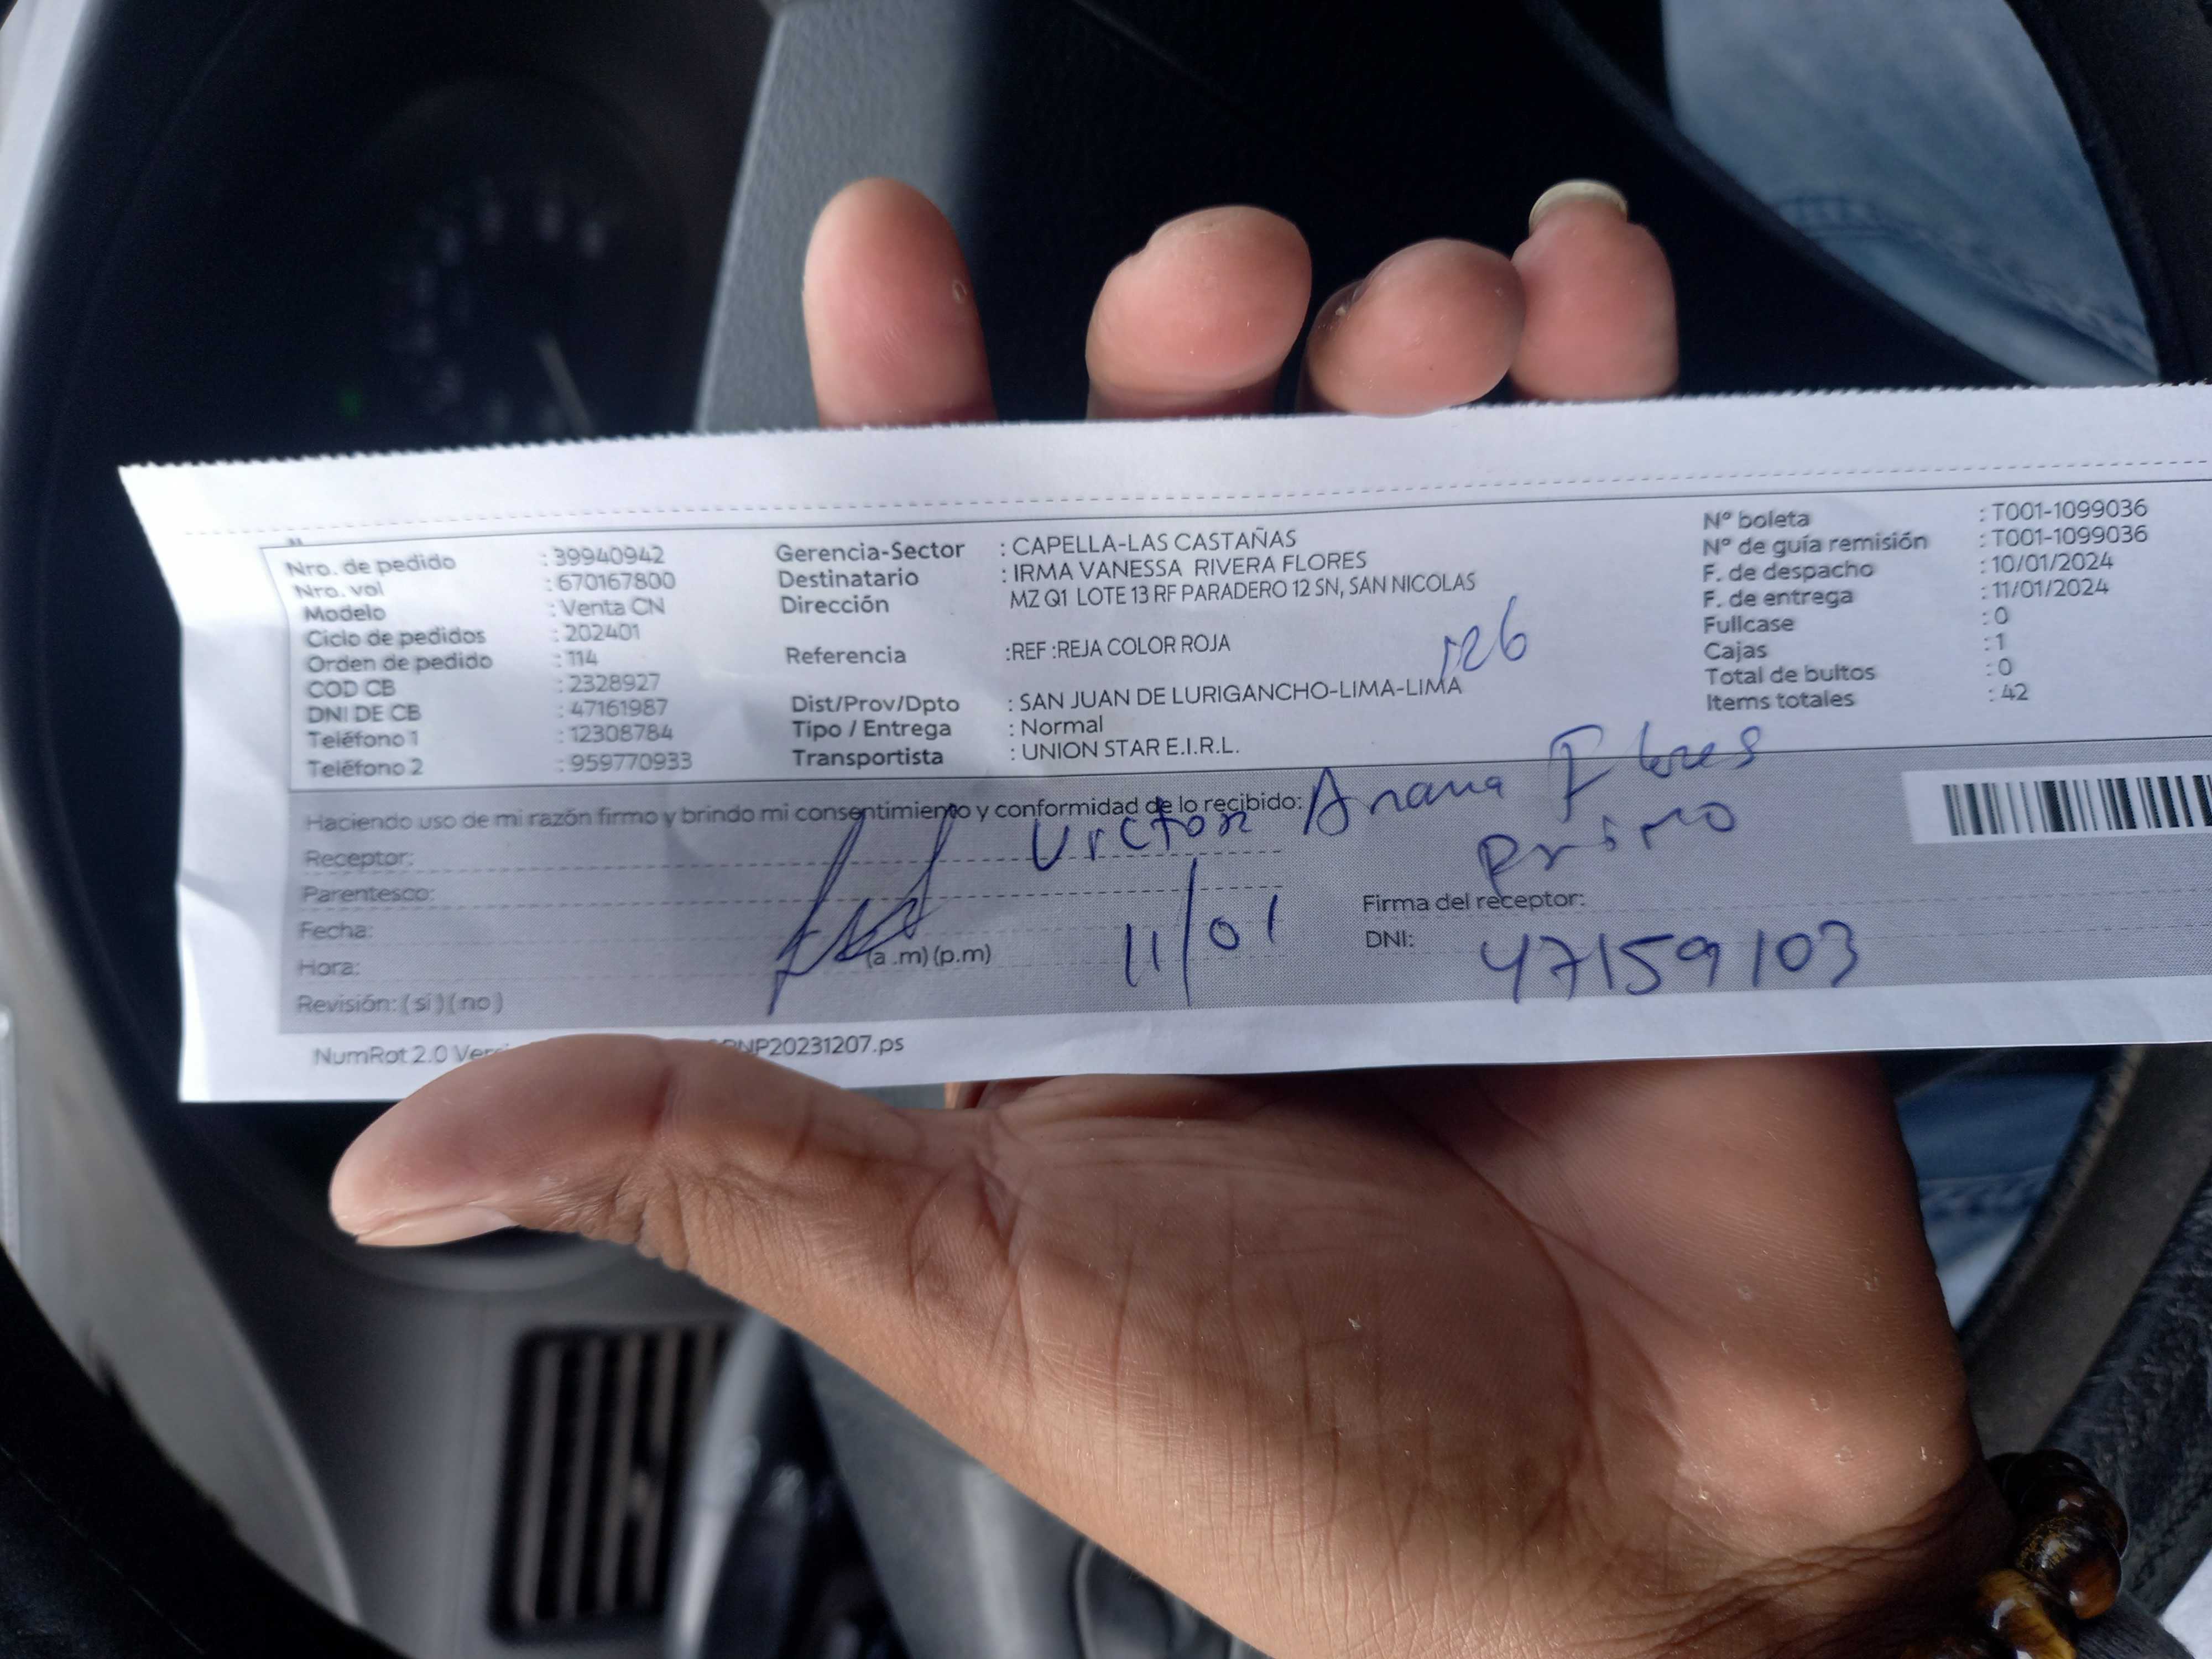 Nro. de pedido : 39940942 Gerencia-Sector : CAPELLA-LAS CASTAÑAS Nº boleta : T001-1099036
Nro. vol : 670167800 Destinatario : IRMA VANESSA RIVERA FLORES Nº de guía remisión : T001-1099036
Modelo : Venta CN Dirección MZ Q1 LOTE 13 RF PARADERO 12 SN, SAN NICOLAS F. de despacho : 10/01/2024
Ciclo de pedidos : 202401 F. de entrega : 11/01/2024
Orden de pedido : 114 Referencia :REF :REJA COLOR ROJA Fullcase : 0
COD CB : 2328927 Cajas : 1
DNI DE CB : 47161987 Dist/Prov/Dpto : SAN JUAN DE LURIGANCHO-LIMA-LIMA Total de bultos : 0
Teléfono 1 : 12308784 Tipo / Entrega : Normal Items totales : 42
Teléfono 2 : 959770933 Transportista : UNION STAR E.I.R.L.
Haciendo uso de mi razón firmo y brindo mi consentimiento y conformidad de lo recibido:
Receptor: Victor Anaya Flores
Parentesco: Primo
Fecha: 11/01 Firma del receptor:
Hora: (a .m) (p.m) DNI: 47159103
Revisión: ( si ) ( no )
NumRot 2.0 20231207.ps